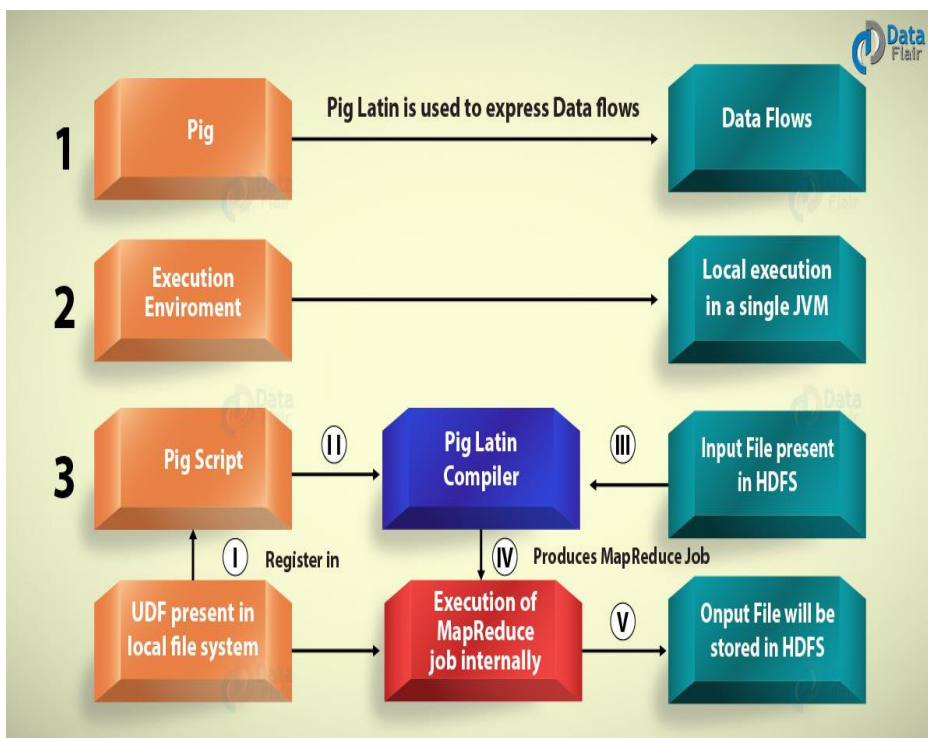 Data
Flair
1
Pig
Pig Latin is used to express Data flows
Data Flows
2
Execution
Enviroment
Local execution
in a single JVM
3
Pig Script
II
Pig Latin
Compiler
III
Input File present
in HDFS
I
Register in
IV
Produces MapReduce Job
UDF present in
local file system
Execution of
MapReduce
job internally
V
Onput File will be
stored in HDFS